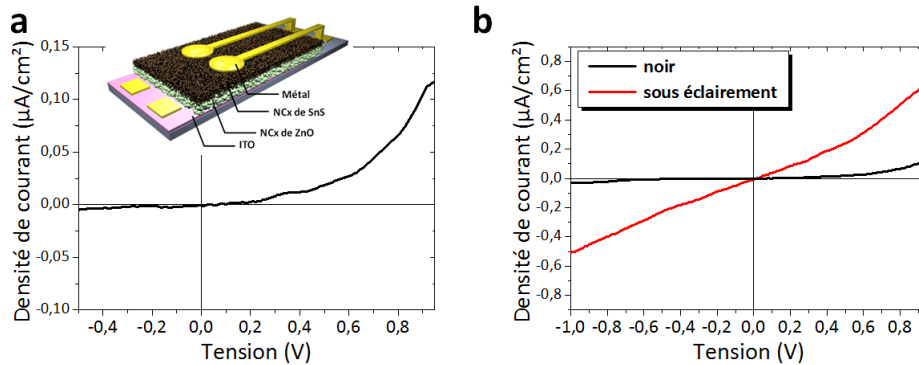 a
Densité de courant (µA/cm²)
0,15
0,10
0,05
0,00
-0,05
-0,10
-0,4
-0,2
0,0
0,2
0,4
0,6
0,8
Tension (V)
Métal
NCx de SnS
NCx de ZnO
ITO
b
Densité de courant (µA/cm²)
noir
sous éclairement
0,8
0,6
0,4
0,2
0,0
-0,2
-0,4
-0,6
-0,8
-1,0
-0,8
-0,6
-0,4
-0,2
0,0
0,2
0,4
0,6
0,8
Tension (V)